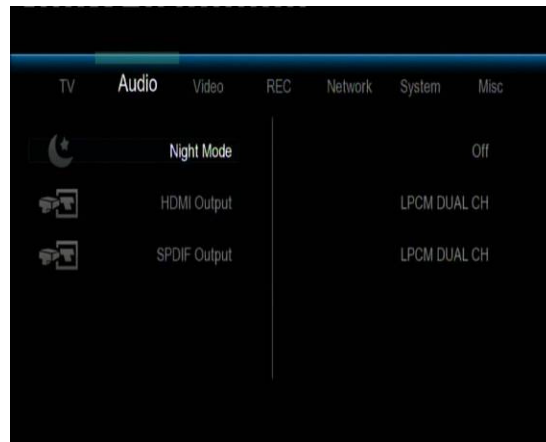 TV Audio Video REC Network System Misc
Night Mode Off
HDMI Output LPCM DUAL CH
SPDIF Output LPCM DUAL CH